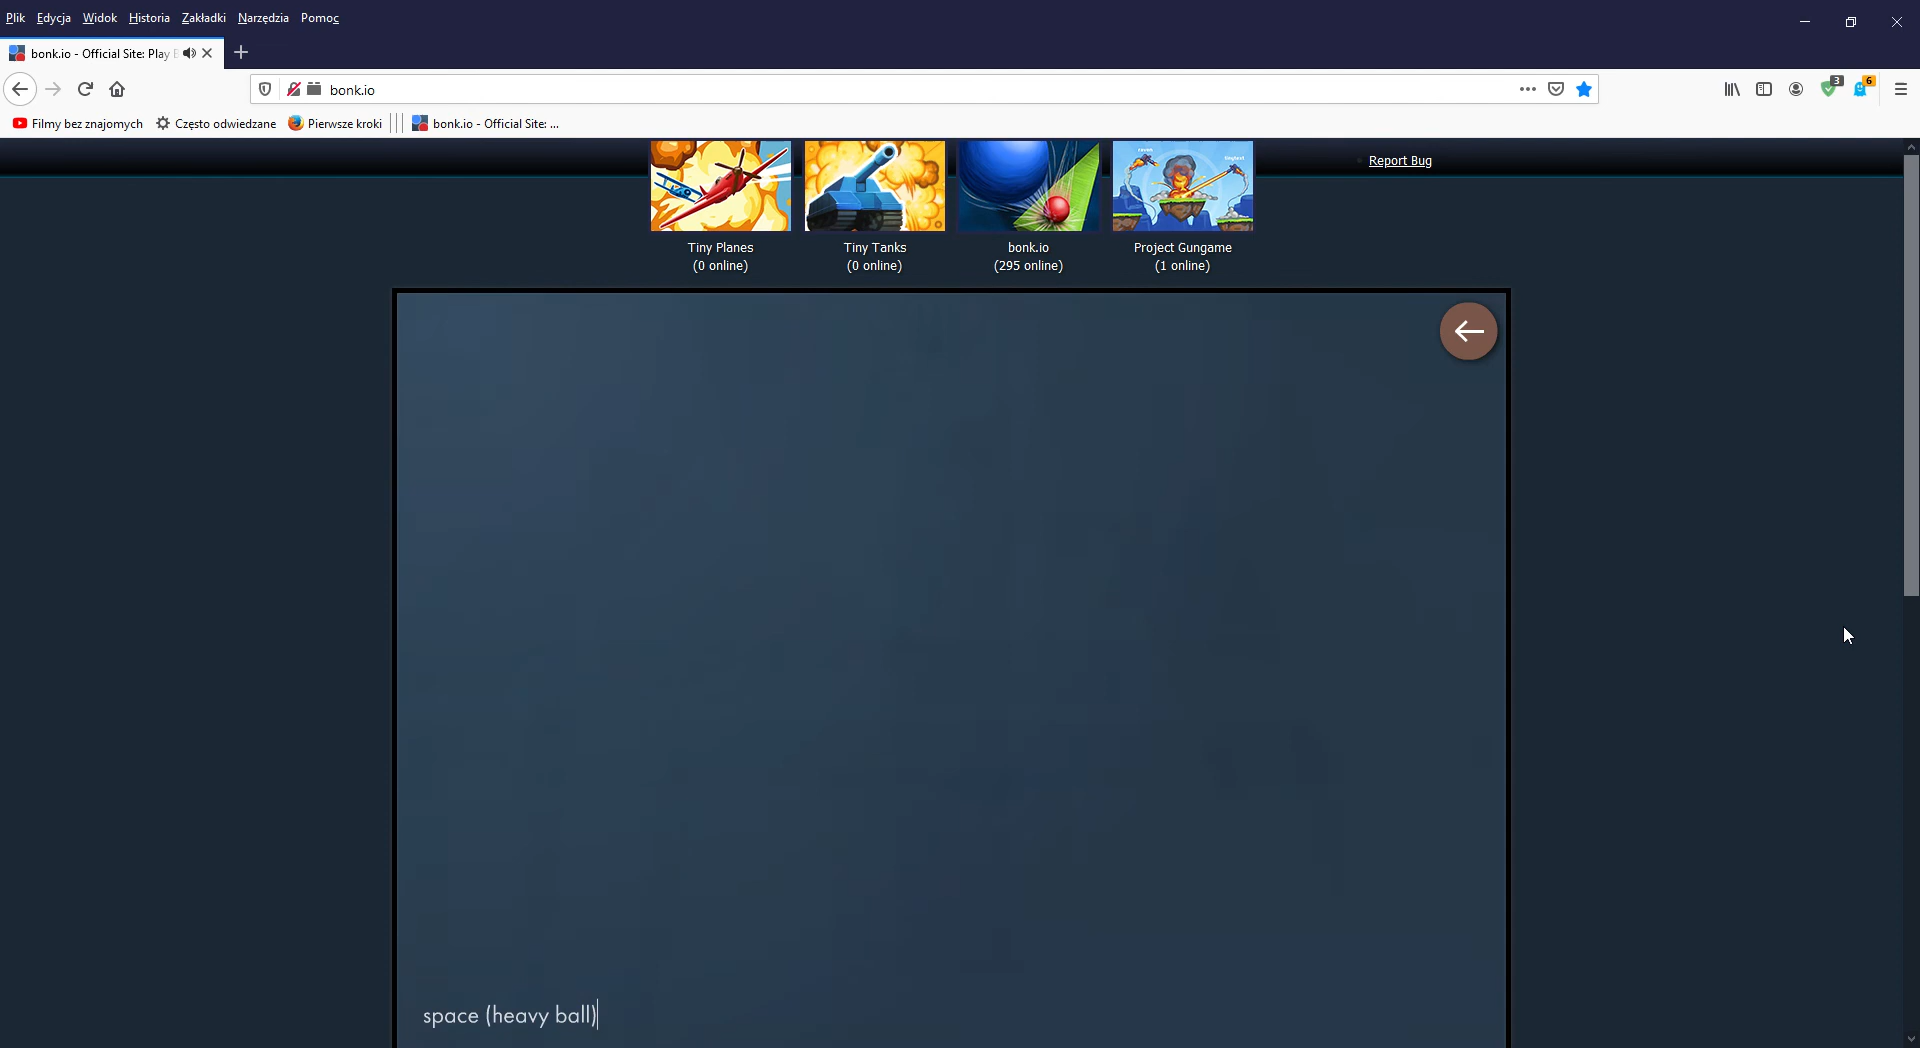 Plik Edycja Widok Historia Zakładki Narzędzia Pomoc
bonk.io - Official Site: Play
bonk.io
3
6
Filmy bez znajomych Często odwiedzane Pierwsze kroki bonk.io - Official Site: ...
Report Bug
Tiny Planes
(0 online)
Tiny Tanks
(0 online)
bonk.io
(295 online)
Project Gungame
(1 online)
space (heavy ball)